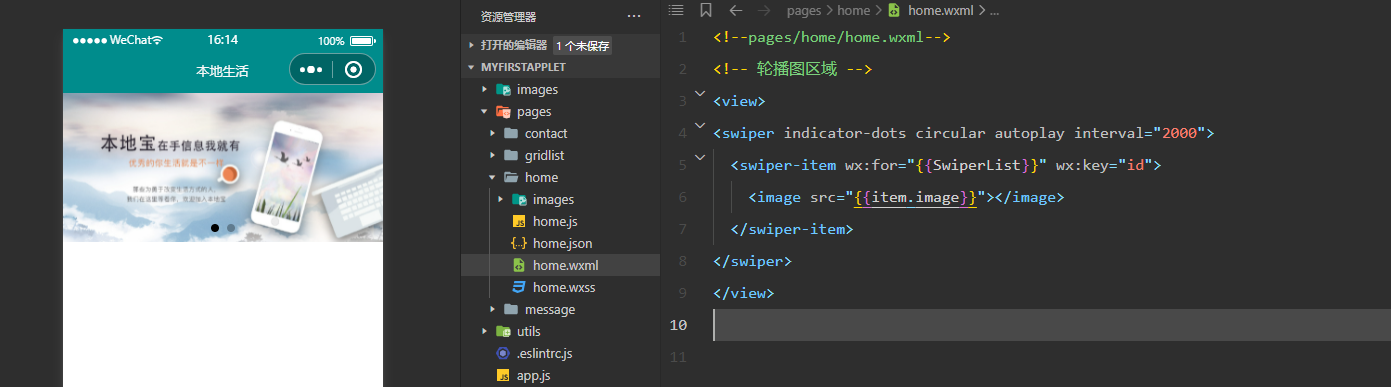 WeChat
16:14
100%
本地生活
本地宝在手信息我就有
优秀的你生活就是不一样
资源管理器
打开的编辑器
1 个未保存
MYFIRSTAPPLET
images
pages
contact
gridlist
home
images
home.js
home.json
home.wxml
home.wxss
message
utils
.eslintrc.js
app.js
pages > home > home.wxml > ...
1 <!--pages/home/home.wxml-->
2 <!-- 轮播图区域 -->
3 <view>
4 <swiper indicator-dots circular autoplay interval="2000">
5 <swiper-item wx:for="{{SwiperList}}" wx:key="id">
6 <image src="{{item.image}}"></image>
7 </swiper-item>
8 </swiper>
9 </view>
10
11